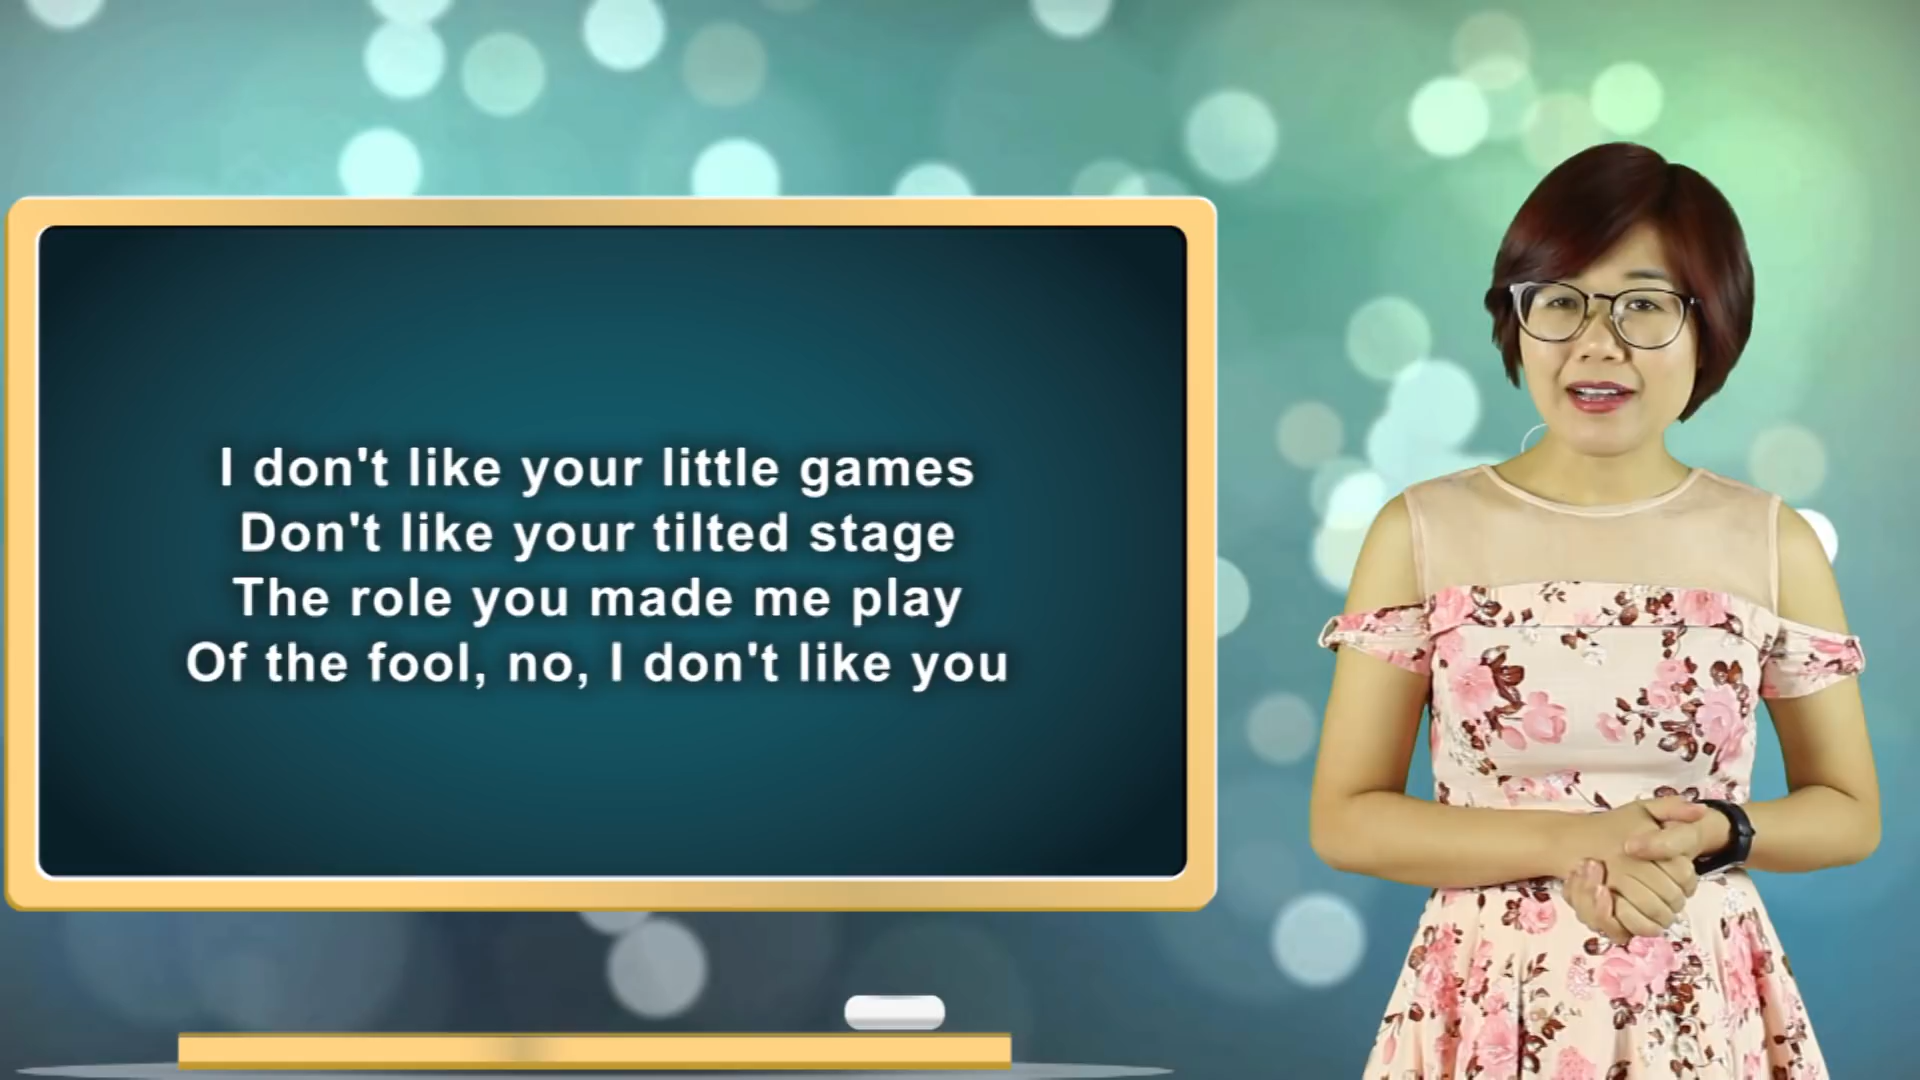 I don't like your little games
Don't like your tilted stage
The role you made me play
Of the fool, no, I don't like you